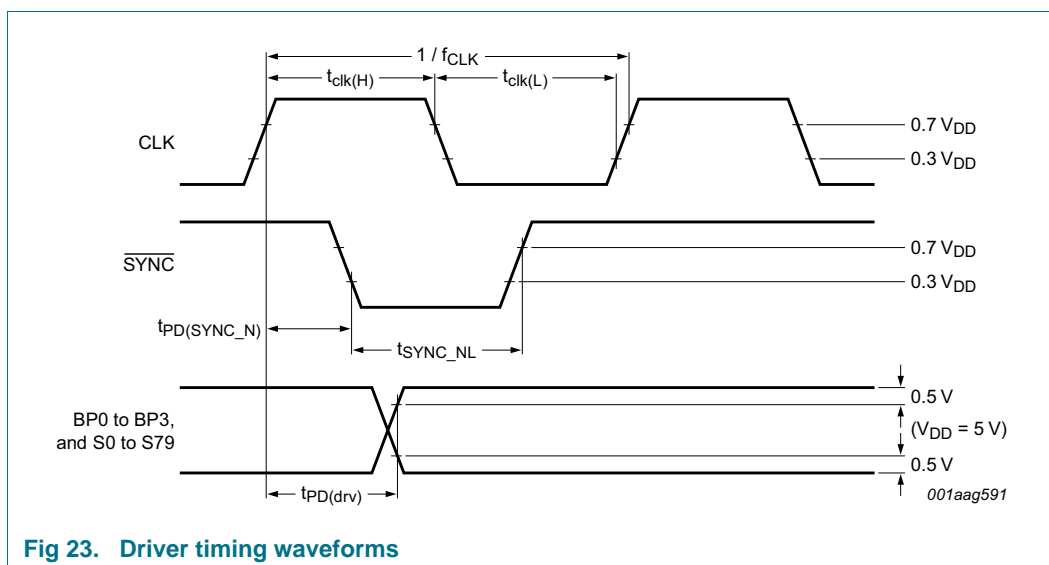 1 / fCLK
tclk(H)
tclk(L)
CLK
0.7 VDD
0.3 VDD
SYNC
0.7 VDD
0.3 VDD
tPD(SYNC_N)
tSYNC_NL
BP0 to BP3,
and S0 to S79
0.5 V
(VDD = 5 V)
0.5 V
tPD(drv)
001aag591
Fig 23. Driver timing waveforms